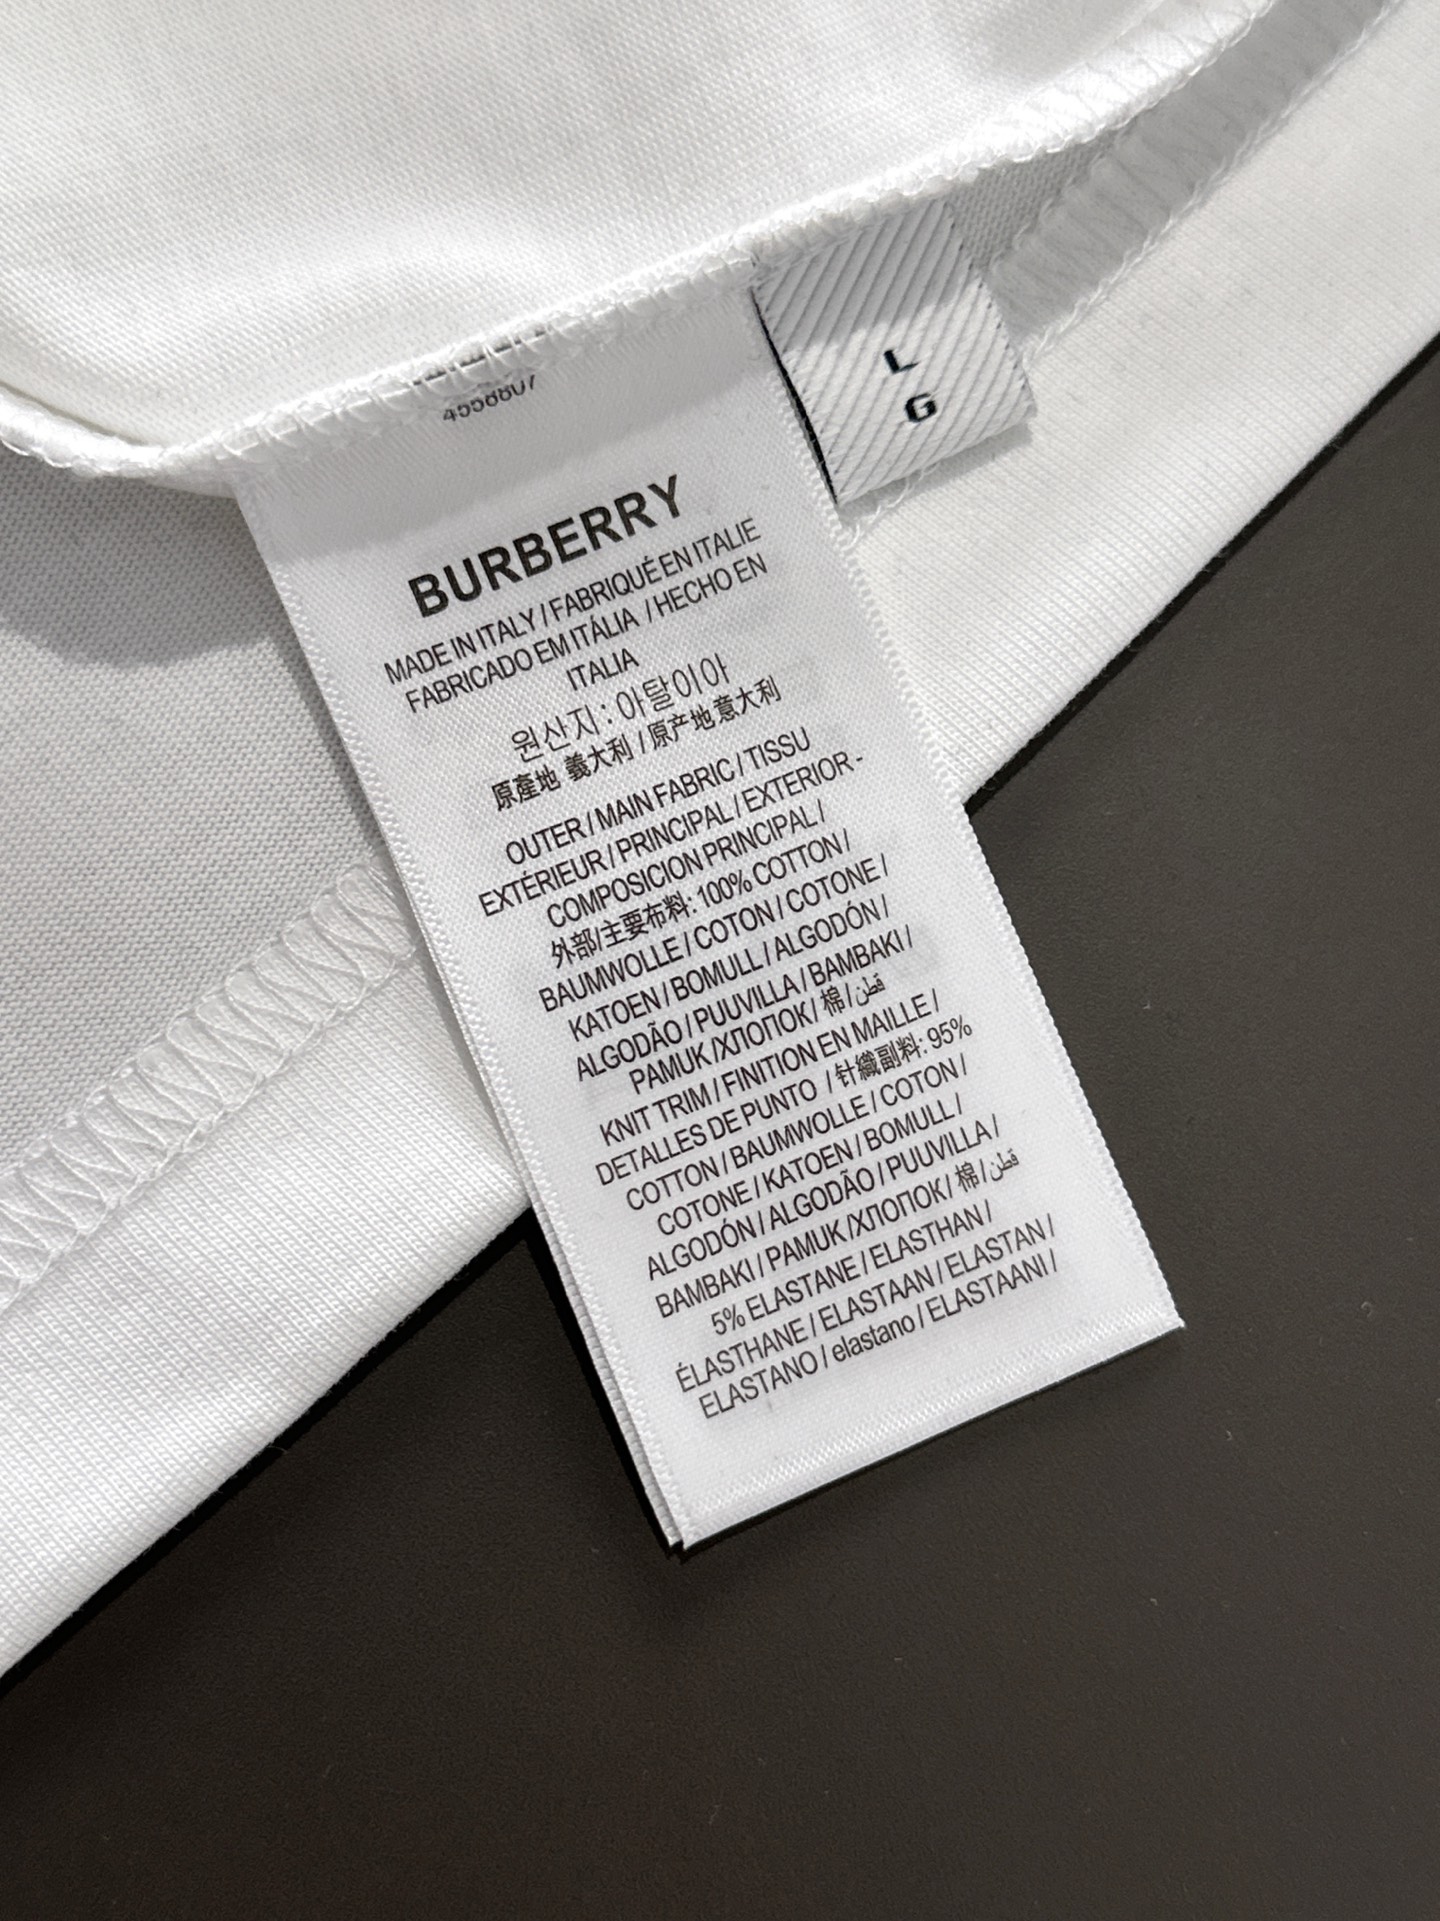 4558807
L
G
BURBERRY
MADE IN ITALY / FABRIQUÉ EN ITALIE
FABRICADO EM ITÁLIA / HECHO EN
ITALIA
원산지 : 아탈이아
原產地 義大利 / 原产地 意大利
OUTER / MAIN FABRIC / TISSU
EXTÉRIEUR / PRINCIPAL / EXTERIOR -
COMPOSICION PRINCIPAL /
外部/主要布料: 100% COTTON /
BAUMWOLLE / COTON / COTONE /
KATOEN / BOMULL / ALGODÓN /
ALGODÃO / PUUVILLA / BAMBAKI /
PAMUK /ХЛОПОК/ 棉 / قطن
KNIT TRIM / FINITION EN MAILLE /
DETALLES DE PUNTO / 针織副料: 95%
COTTON / BAUMWOLLE / COTON /
COTONE / KATOEN / BOMULL /
ALGODÓN / ALGODÃO / PUUVILLA /
BAMBAKI / PAMUK /ХЛОПОК/ 棉 / قطن
5% ELASTANE / ELASTHAN /
ÉLASTHANE / ELASTAAN / ELASTAN /
ELASTANO / elastano / ELASTAANI /